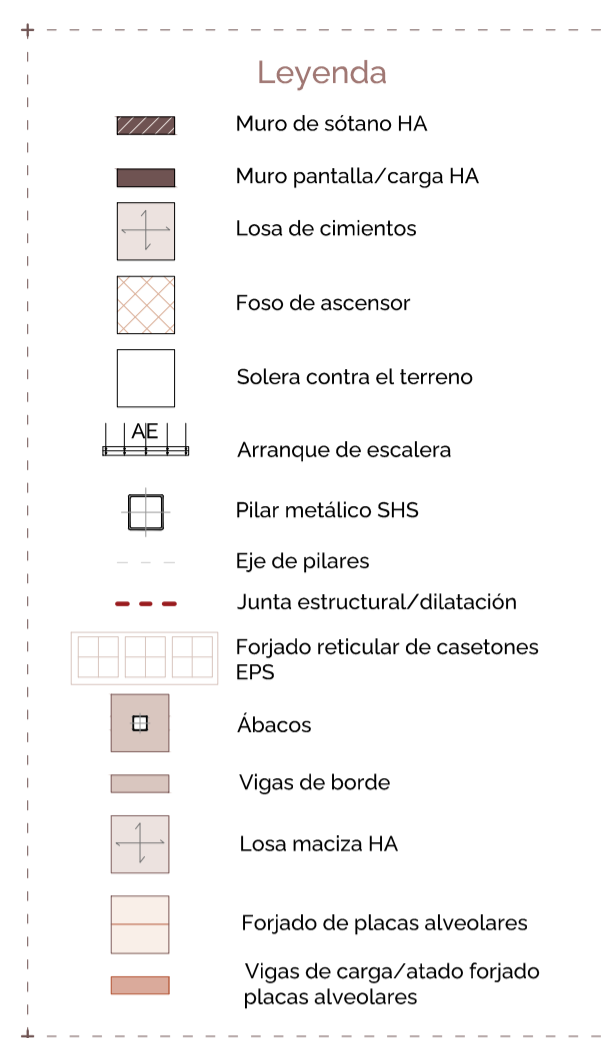 Leyenda
Muro de sótano HA
Muro pantalla/carga HA
Losa de cimientos
Foso de ascensor
Solera contra el terreno
AE
Arranque de escalera
Pilar metálico SHS
Eje de pilares
Junta estructural/dilatación
Forjado reticular de casetones
EPS
Ábacos
Vigas de borde
Losa maciza HA
Forjado de placas alveolares
Vigas de carga/atado forjado
placas alveolares